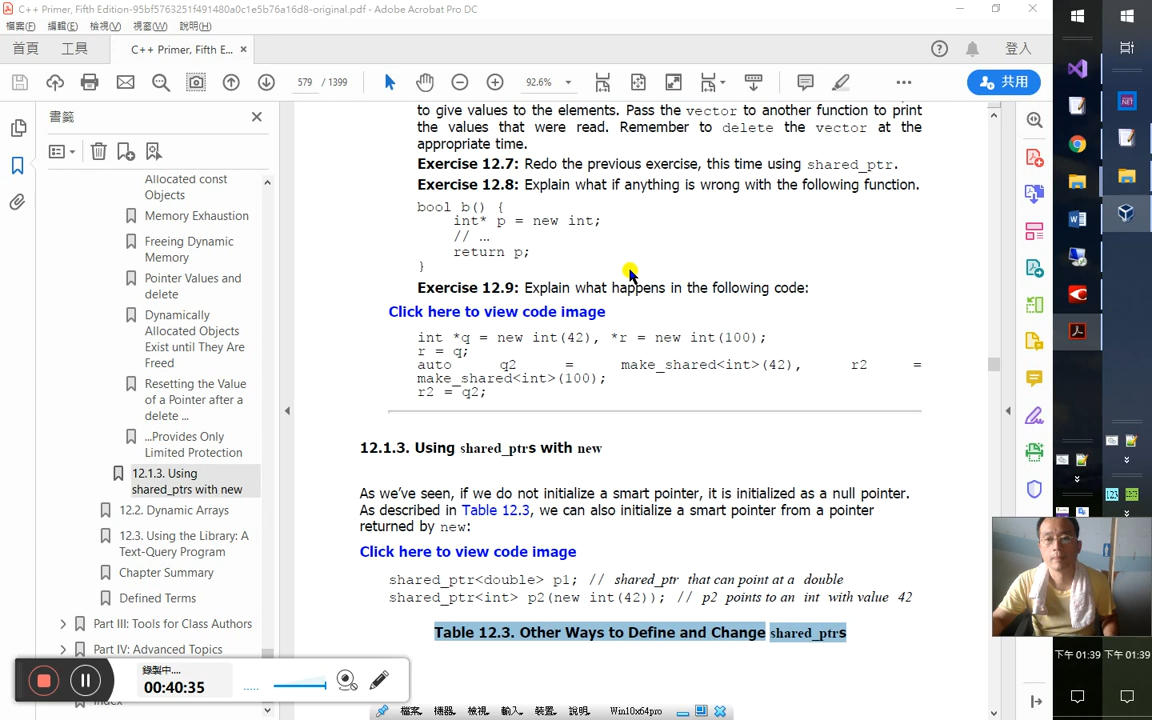 C++ Primer, Fifth Edition-95bf5763251f491480a0c1e5b76a16d8-original.pdf - Adobe Acrobat Pro DC
檔案(F) 編輯(E) 檢視(V) 視窗(W) 說明(H)
首頁 工具 C++ Primer, Fifth E... × 登入
579 / 1399 92.6% 共用
書籤
Allocated const
Objects
Memory Exhaustion
Freeing Dynamic
Memory
Pointer Values and
delete
Dynamically
Allocated Objects
Exist until They Are
Freed
Resetting the Value
of a Pointer after a
delete ...
...Provides Only
Limited Protection
12.1.3. Using
shared_ptrs with new
12.2. Dynamic Arrays
12.3. Using the Library: A
Text-Query Program
Chapter Summary
Defined Terms
Part III: Tools for Class Authors
Part IV: Advanced Topics
Index
to give values to the elements. Pass the vector to another function to print
the values that were read. Remember to delete the vector at the
appropriate time.
Exercise 12.7: Redo the previous exercise, this time using shared_ptr.
Exercise 12.8: Explain what if anything is wrong with the following function.
bool b() {
int* p = new int;
// …
return p;
}
Exercise 12.9: Explain what happens in the following code:
Click here to view code image
int *q = new int(42), *r = new int(100);
r = q;
auto q2 = make_shared<int>(42), r2 =
make_shared<int>(100);
r2 = q2;
12.1.3. Using shared_ptrs with new
As we've seen, if we do not initialize a smart pointer, it is initialized as a null pointer.
As described in Table 12.3, we can also initialize a smart pointer from a pointer
returned by new:
Click here to view code image
shared_ptr<double> p1; // shared_ptr that can point at a double
shared_ptr<int> p2(new int(42)); // p2 points to an int with value 42
Table 12.3. Other Ways to Define and Change shared_ptrs
錄製中....
00:40:35
檔案 機器 檢視 輸入 裝置 說明 Win10x64pro
下午 01:39 下午 01:39